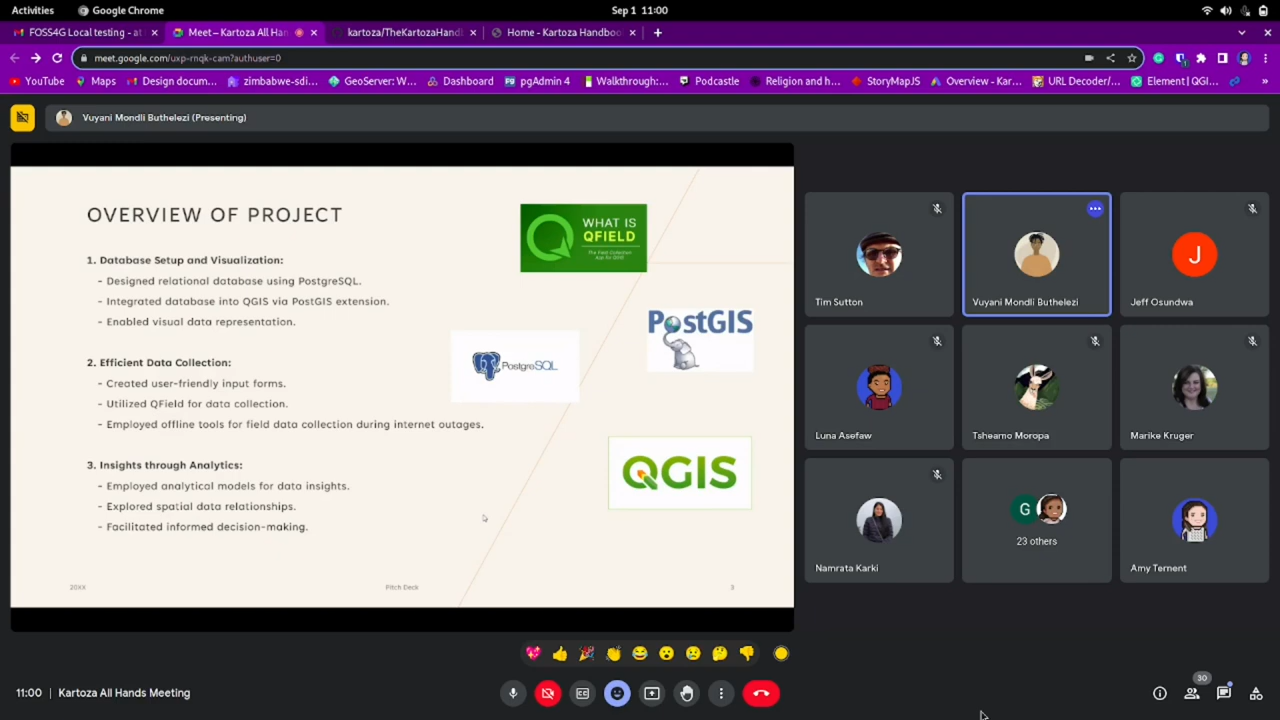 Activities
Google Chrome
Sep 1 11:00
FOSS4G Local testing - at
Meet – Kartoza All Han
kartoza/TheKartozaHandl
Home - Kartoza Handboo
meet.google.com/uxp-rnqk-cam?authuser=0
YouTube
Maps
Design docum...
zimbabwe-sdi...
GeoServer: W...
Dashboard
pgAdmin 4
Walkthrough:...
Podcastle
Religion and h...
StoryMapJS
Overview - Kar...
URL Decoder/...
Element | QGI...
Vuyani Mondli Buthelezi (Presenting)
OVERVIEW OF PROJECT
1. Database Setup and Visualization:
- Designed relational database using PostgreSQL.
- Integrated database into QGIS via PostGIS extension.
- Enabled visual data representation.
2. Efficient Data Collection:
- Created user-friendly input forms.
- Utilized QField for data collection.
- Employed offline tools for field data collection during internet outages.
3. Insights through Analytics:
- Employed analytical models for data insights.
- Explored spatial data relationships.
- Facilitated informed decision-making.
WHAT IS
QFIELD
The Field Collection
App for QGIS
PostGIS
PostgreSQL
QGIS
20XX
Pitch Deck
3
Tim Sutton
Vuyani Mondli Buthelezi
J
Jeff Osundwa
Luna Asefaw
Tsheamo Moropa
Marike Kruger
Namrata Karki
G
23 others
Amy Ternent
11:00 | Kartoza All Hands Meeting
30